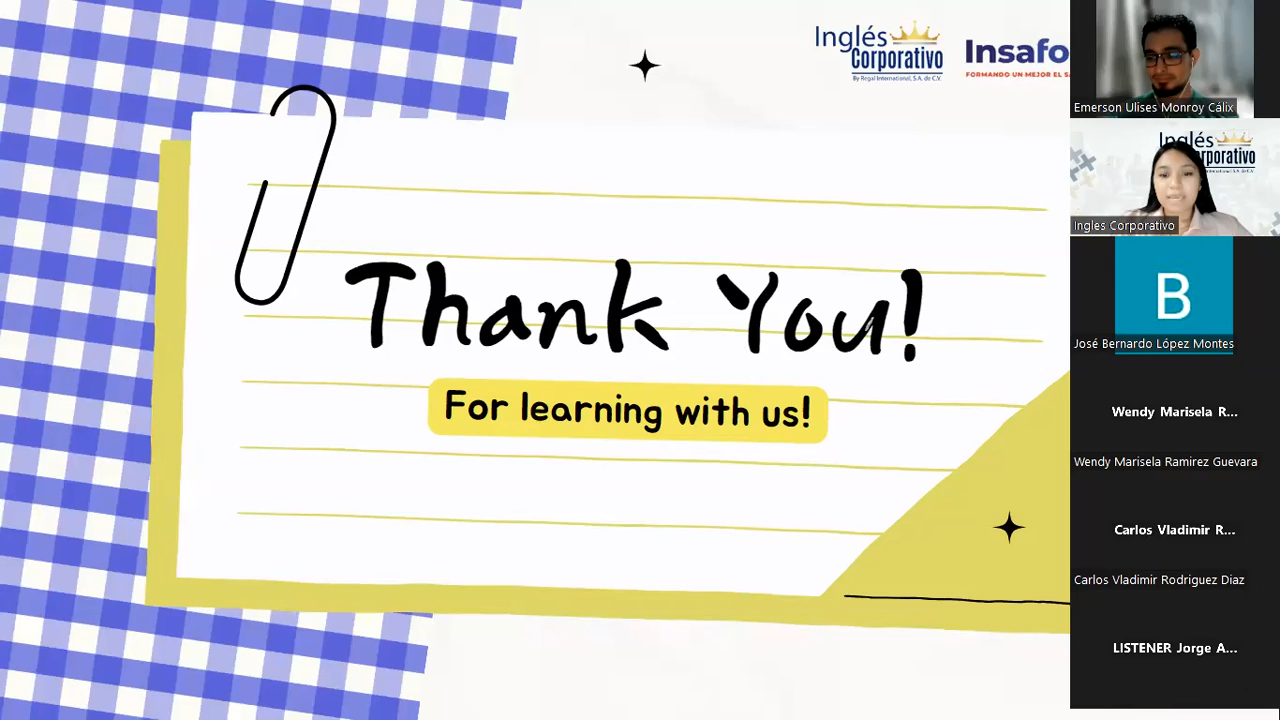 Inglés
Corporativo
By Regal International, S.A. de C.V.
Insafo
FORMANDO UN MEJOR EL SA
Thank You!
For learning with us!
Emerson Ulises Monroy Cálix
Inglés
rporativo
Ingles Corporativo
B
José Bernardo López Montes
Wendy Marisela R...
Wendy Marisela Ramirez Guevara
Carlos Vladimir R...
Carlos Vladimir Rodriguez Diaz
LISTENER Jorge A...